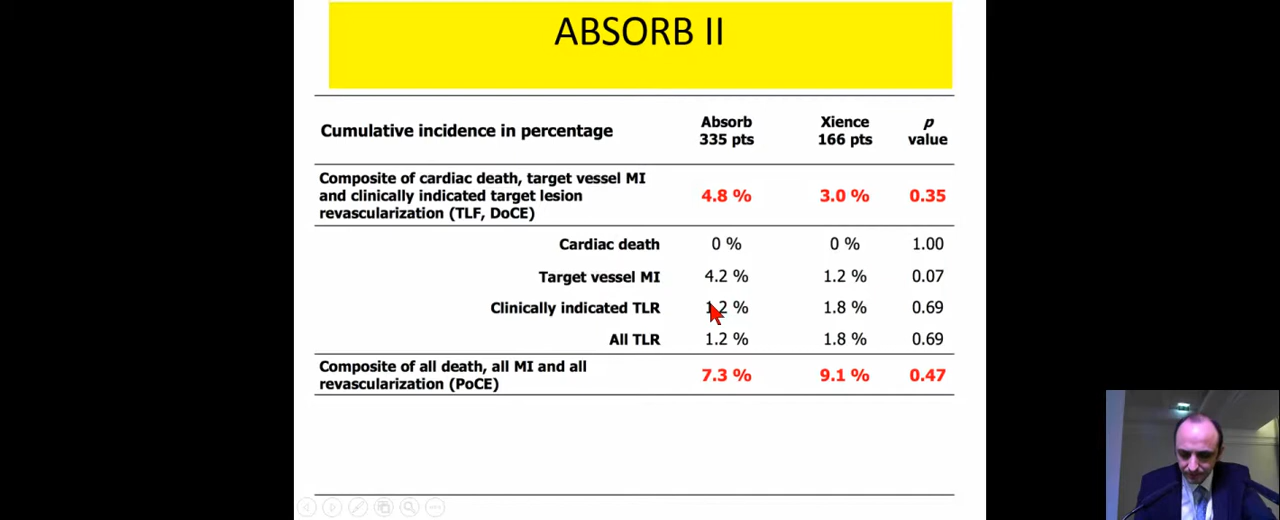 ABSORB II
Cumulative incidence in percentage
Absorb
335 pts
Xience
166 pts
p
value
Composite of cardiac death, target vessel MI
and clinically indicated target lesion
revascularization (TLF, DoCE)
4.8 % 3.0 % 0.35
Cardiac death 0 % 0 % 1.00
Target vessel MI 4.2 % 1.2 % 0.07
Clinically indicated TLR 1.2 % 1.8 % 0.69
All TLR 1.2 % 1.8 % 0.69
Composite of all death, all MI and all
revascularization (PoCE)
7.3 % 9.1 % 0.47